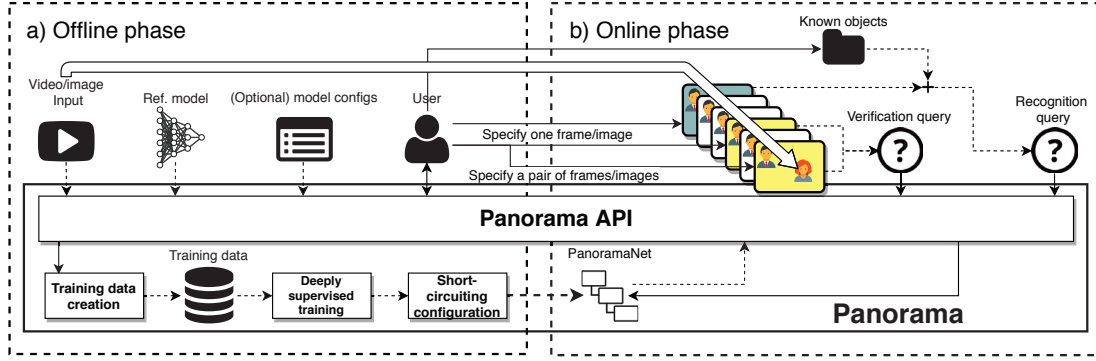 a) Offline phase
b) Online phase
Known objects
Video/image
Input
Ref. model
(Optional) model configs
User
Verification query
Recognition
query
Specify one frame/image
Specify a pair of frames/images
?
?
Panorama API
Training data
creation
Training data
Deeply
supervised
training
Short-
circuiting
configuration
PanoramaNet
Panorama